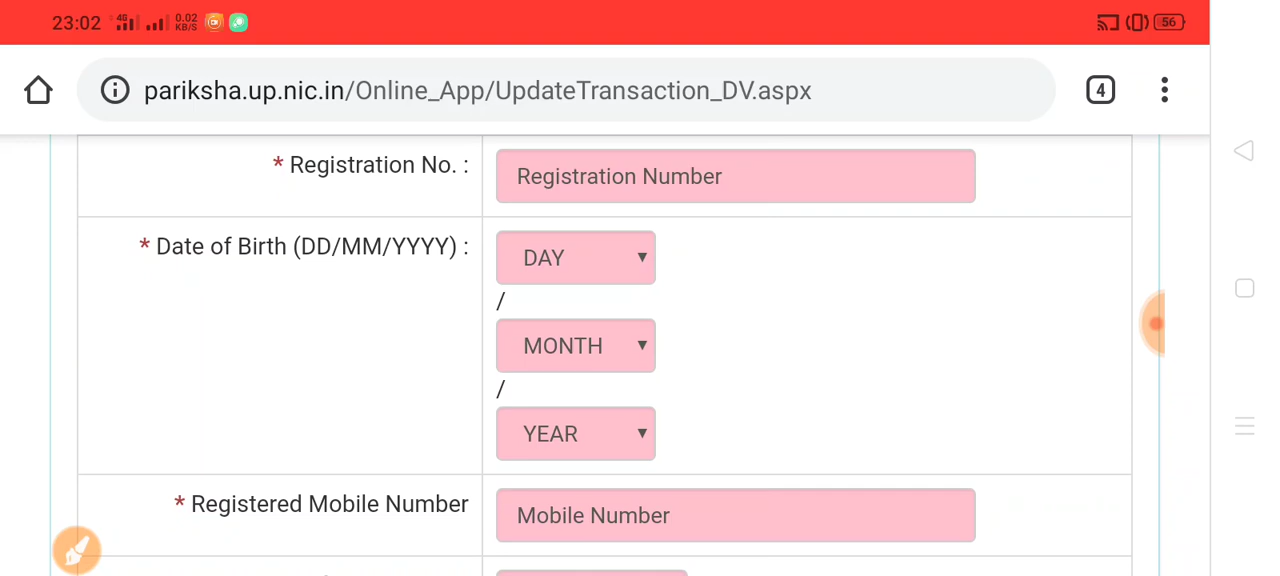 23:02 4G 0.02 KB/S 56
pariksha.up.nic.in/Online_App/UpdateTransaction_DV.aspx 4
* Registration No. : Registration Number
* Date of Birth (DD/MM/YYYY) : DAY
/
MONTH
/
YEAR
* Registered Mobile Number Mobile Number